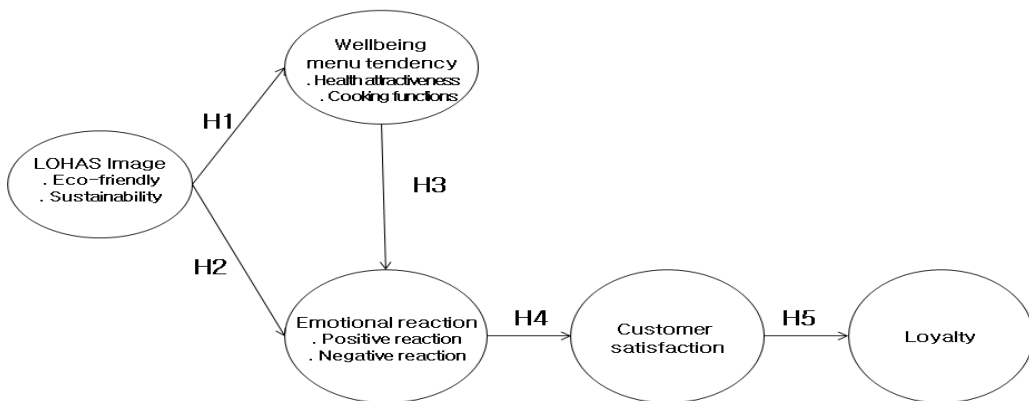 Wellbeing
menu tendency
. Health attractiveness
. Cooking functions
H1
LOHAS Image
. Eco-friendly
. Sustainability
H3
H2
Emotional reaction
. Positive reaction
. Negative reaction
H4
Customer
satisfaction
H5
Loyalty